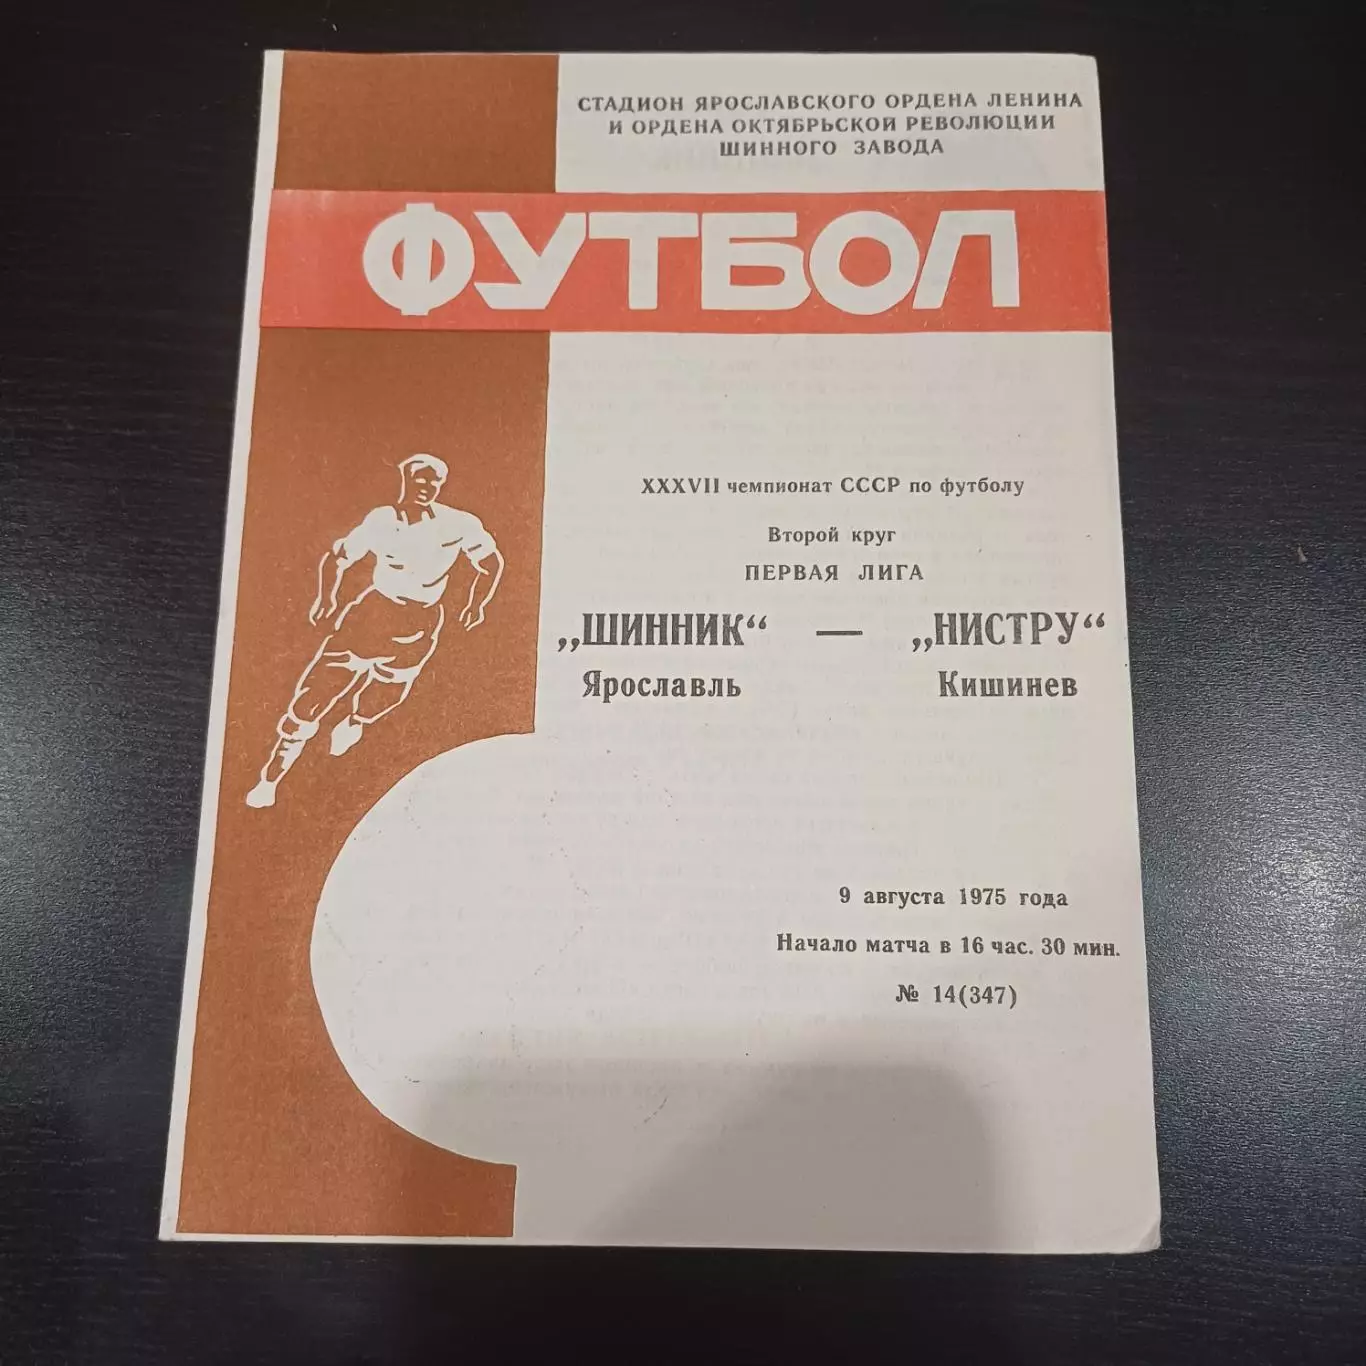 СТАДИОН ЯРОСЛАВСКОГО ОРДЕНА ЛЕНИНА
И ОРДЕНА ОКТЯБРЬСКОЙ РЕВОЛЮЦИИ
ШИННОГО ЗАВОДА
ФУТБОЛ
XXXVII чемпионат СССР по футболу
Второй круг
ПЕРВАЯ ЛИГА
„ШИННИК“ — „НИСТРУ“
Ярославль Кишинев
9 августа 1975 года
Начало матча в 16 час. 30 мин.
№ 14(347)